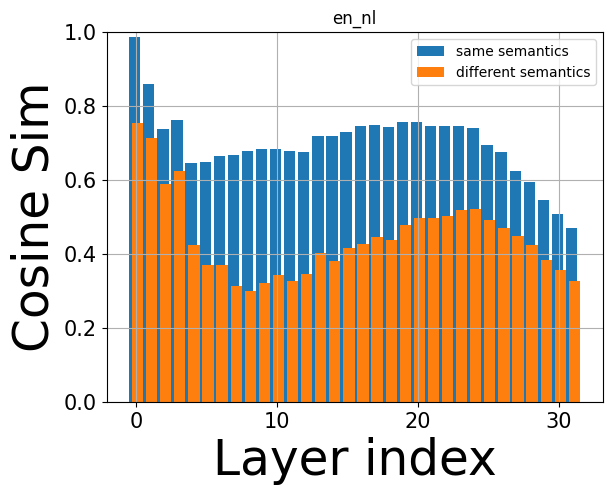 en_nl
same semantics
different semantics
Cosine Sim
1.0
0.8
0.6
0.4
0.2
0.0
0 10 20 30
Layer index